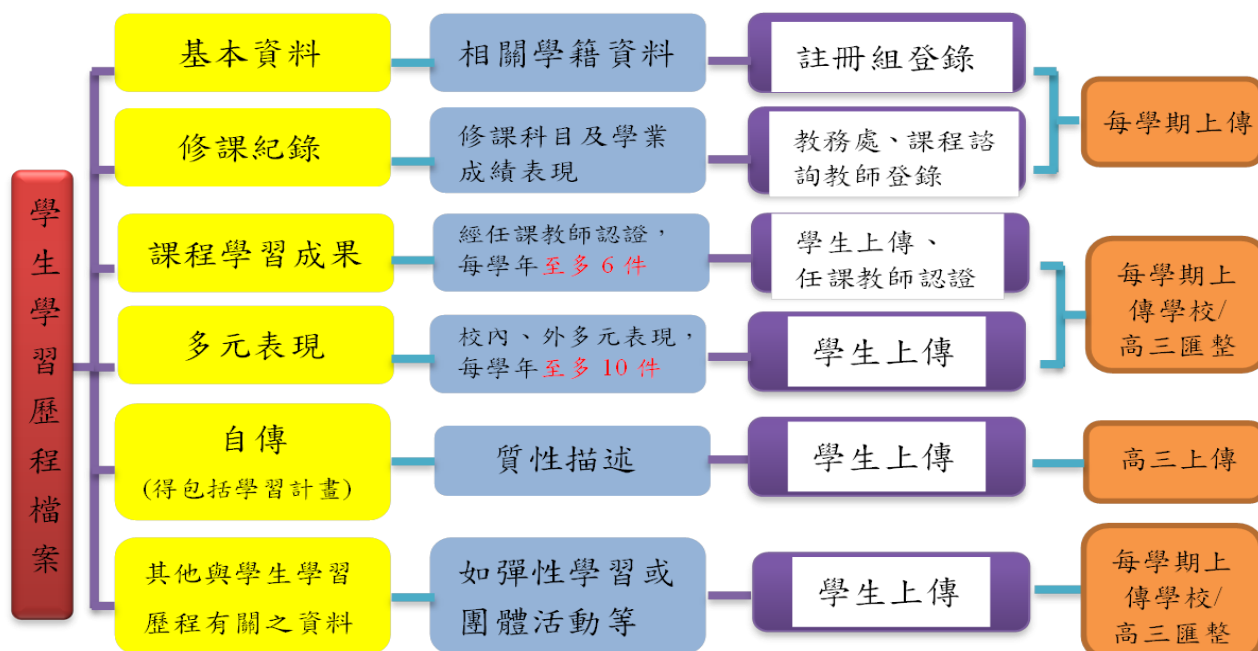 學生學習歷程檔案
基本資料
相關學籍資料
註冊組登錄
每學期上傳
修課紀錄
修課科目及學業
成績表現
教務處、課程諮
詢教師登錄
課程學習成果
經任課教師認證，
每學年至多 6 件
學生上傳、
任課教師認證
每學期上
傳學校/
高三匯整
多元表現
校內、外多元表現，
每學年至多 10 件
學生上傳
自傳
(得包括學習計畫)
質性描述
學生上傳
高三上傳
其他與學生學習
歷程有關之資料
如彈性學習或
團體活動等
學生上傳
每學期上
傳學校/
高三匯整